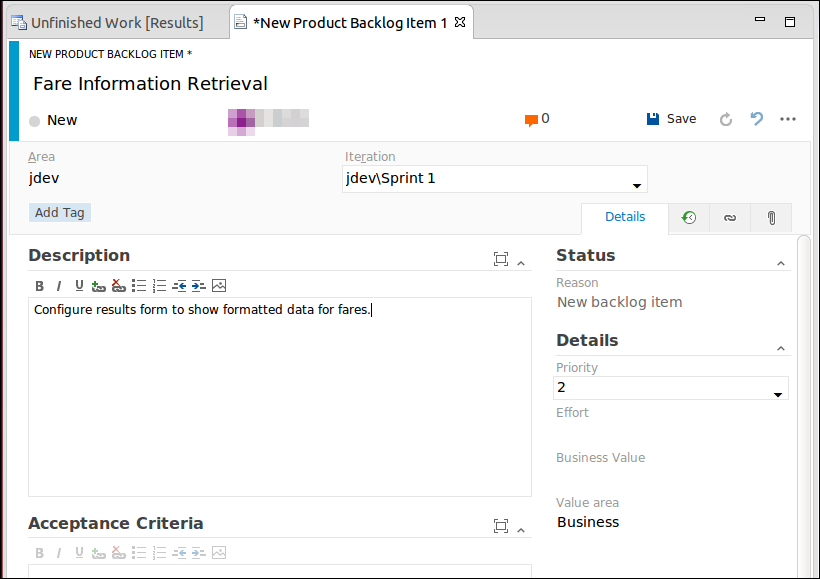 Unfinished Work [Results]
*New Product Backlog Item 1
NEW PRODUCT BACKLOG ITEM *
Fare Information Retrieval
New
0
Save
Area
Iteration
jdev
jdev\Sprint 1
Add Tag
Details
Description
B I U
Configure results form to show formatted data for fares.
Status
Reason
New backlog item
Details
Priority
2
Effort
Business Value
Value area
Business
Acceptance Criteria
B I U